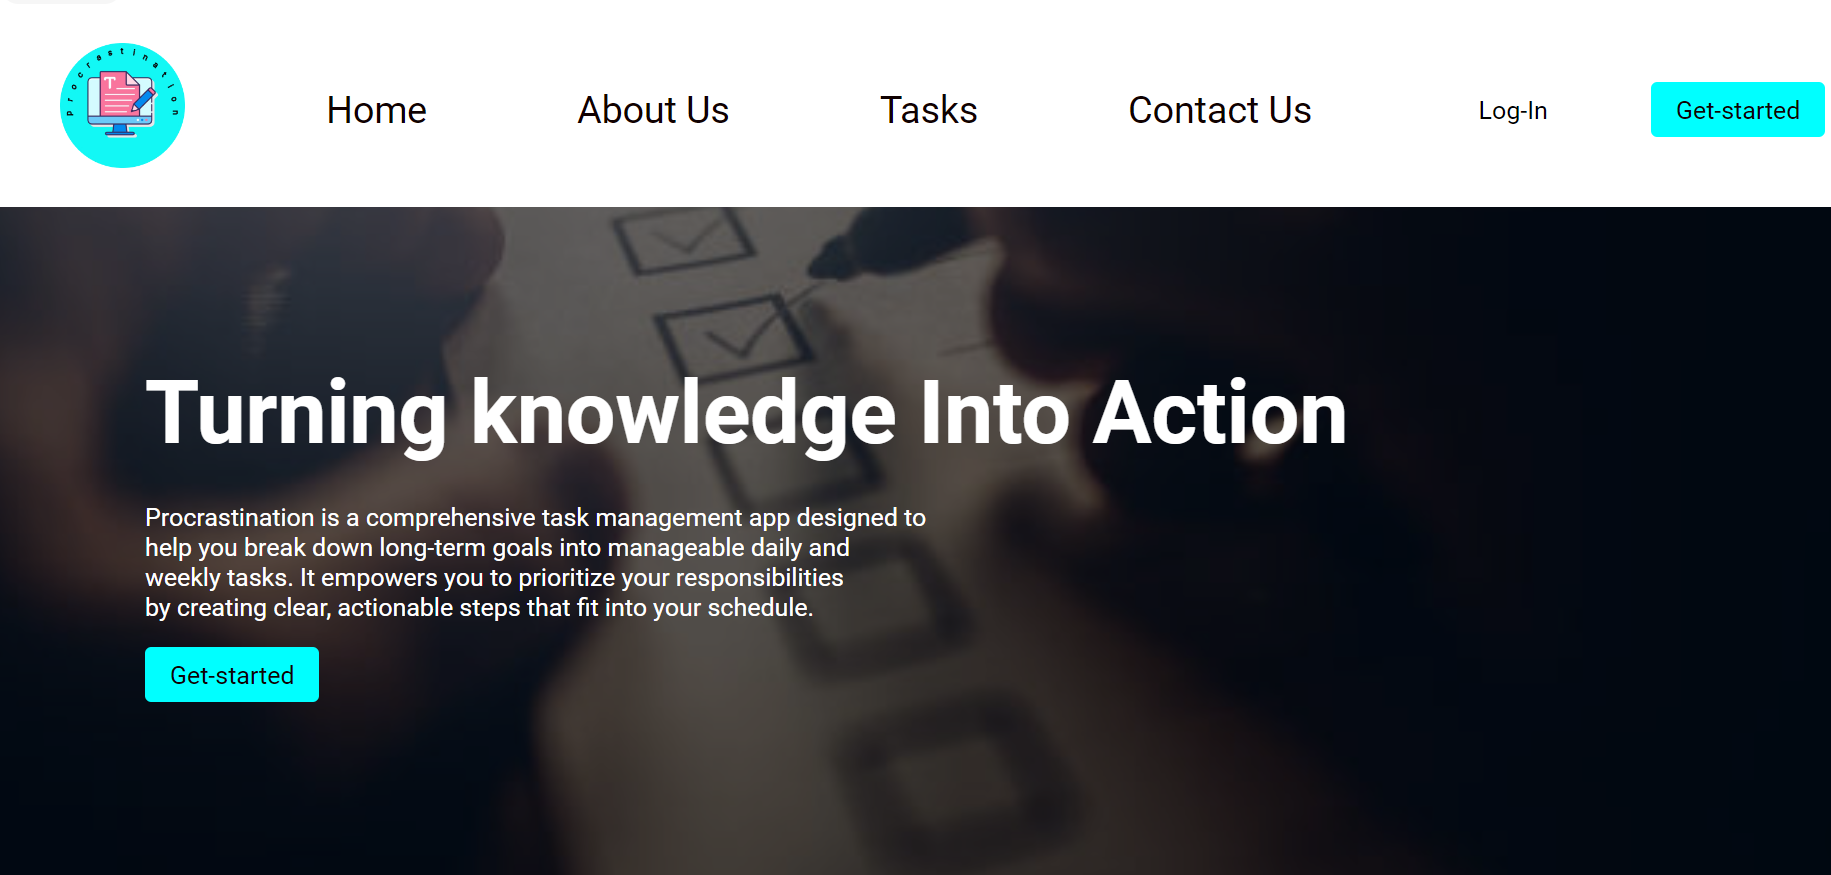 procrastination
T
Home
About Us
Tasks
Contact Us
Log-In
Get-started
Turning knowledge Into Action
Procrastination is a comprehensive task management app designed to
help you break down long-term goals into manageable daily and
weekly tasks. It empowers you to prioritize your responsibilities
by creating clear, actionable steps that fit into your schedule.
Get-started